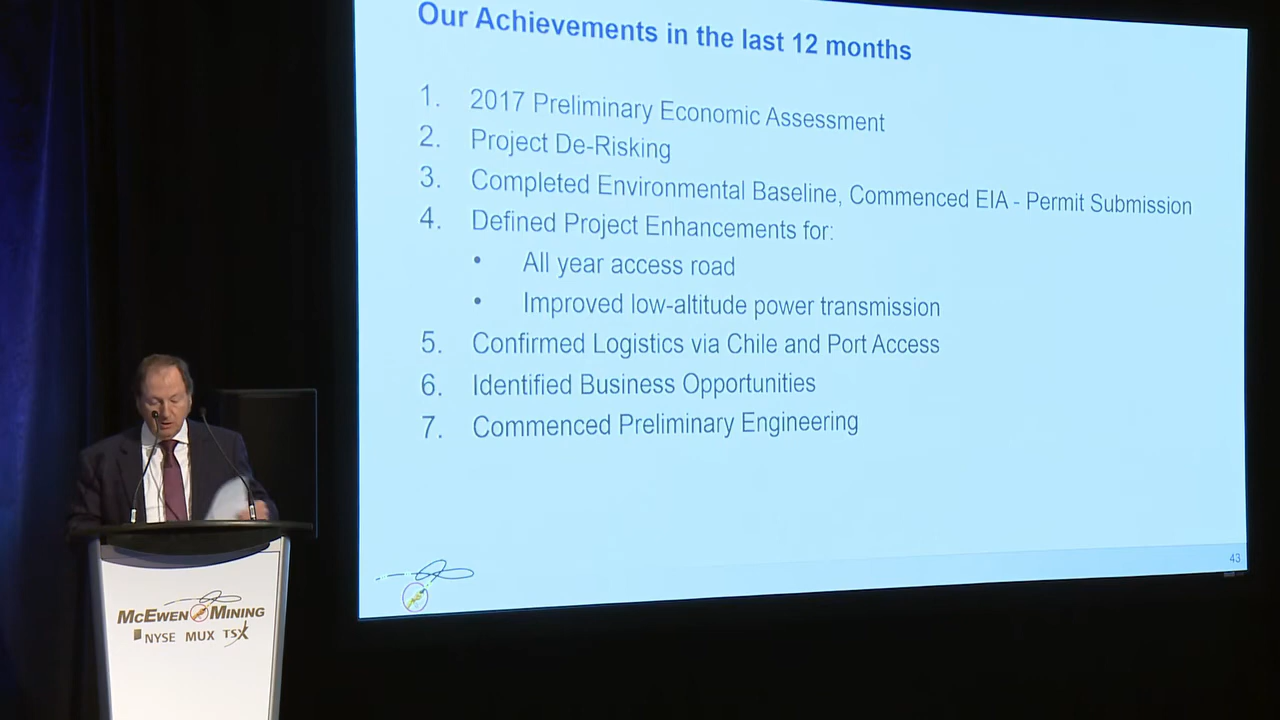 Our Achievements in the last 12 months
1. 2017 Preliminary Economic Assessment
2. Project De-Risking
3. Completed Environmental Baseline, Commenced EIA - Permit Submission
4. Defined Project Enhancements for:
• All year access road
• Improved low-altitude power transmission
5. Confirmed Logistics via Chile and Port Access
6. Identified Business Opportunities
7. Commenced Preliminary Engineering
43
McEWEN MINING
NYSE MUX TSX